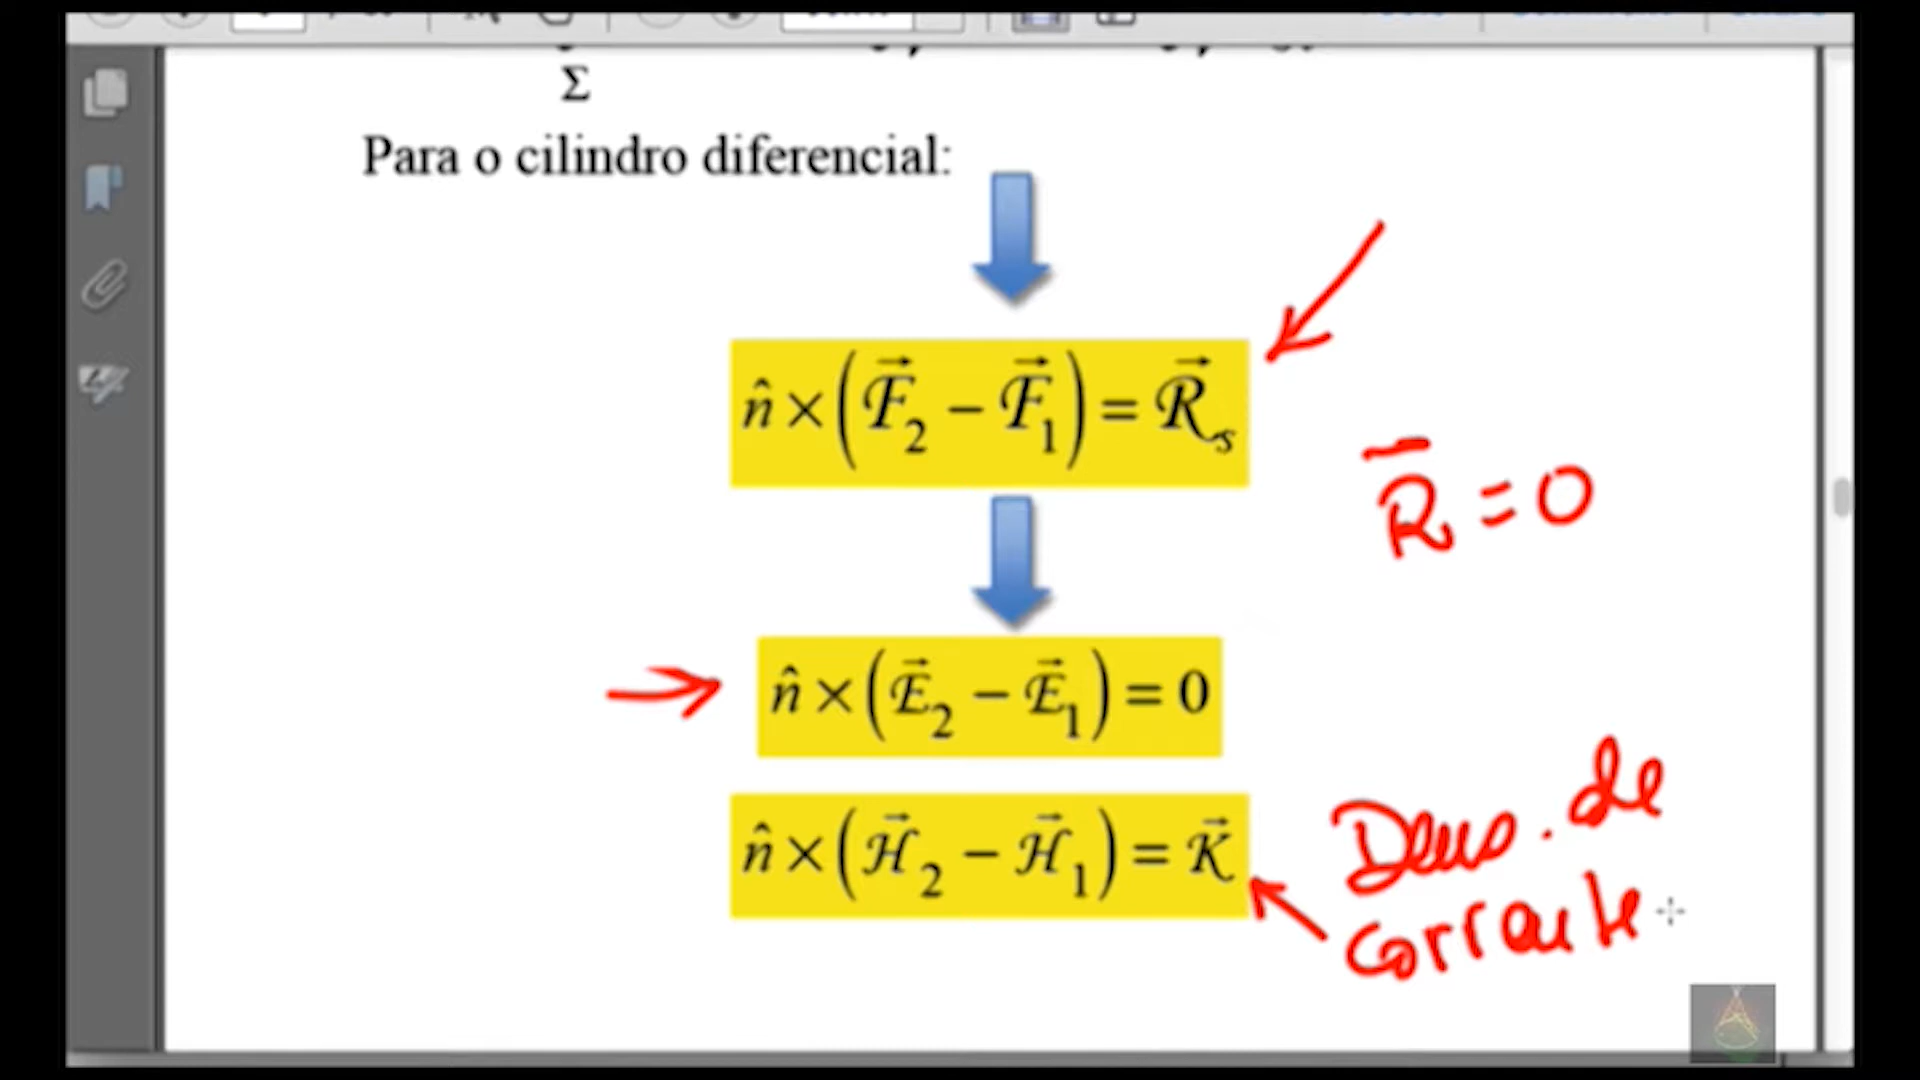 Σ
Para o cilindro diferencial:
n̂ × (F⃗₂ − F⃗₁) = R⃗ₛ
R̄ = 0
n̂ × (E⃗₂ − E⃗₁) = 0
n̂ × (H⃗₂ − H⃗₁) = K⃗
Dens. de
corrente